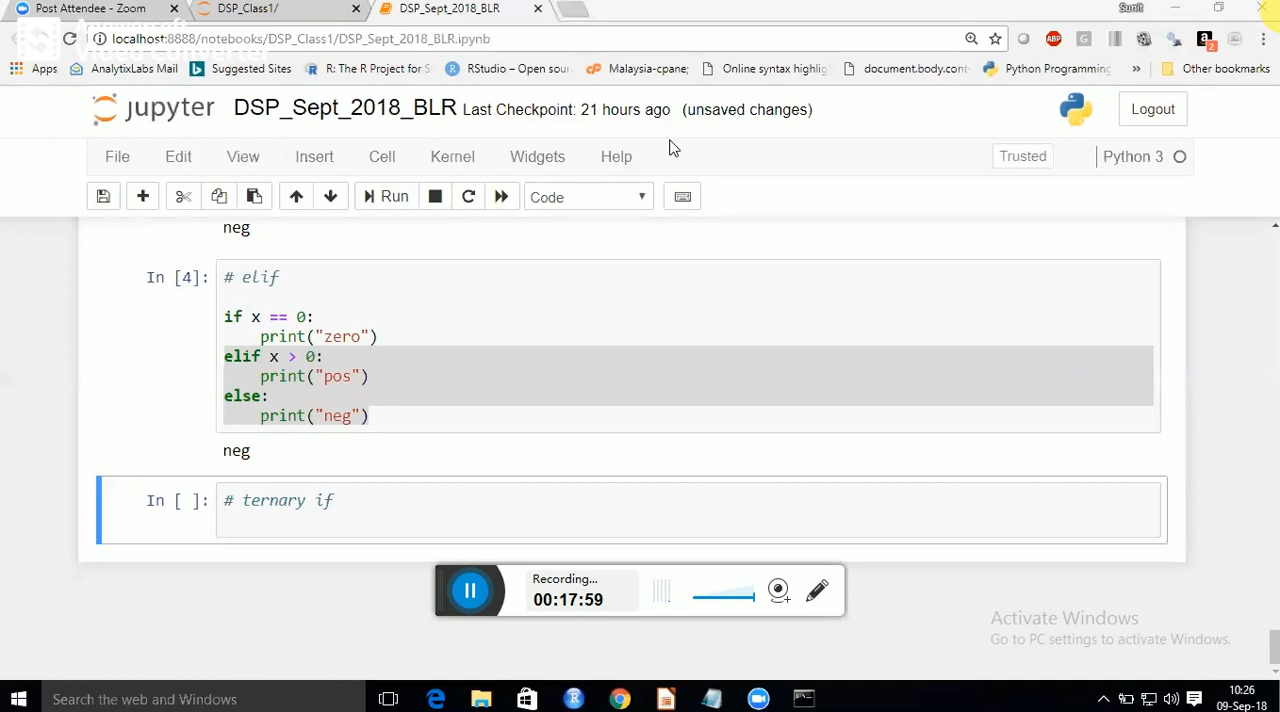 Post Attendee - Zoom
DSP_Class1/
DSP_Sept_2018_BLR
Sunit
localhost:8888/notebooks/DSP_Class1/DSP_Sept_2018_BLR.ipynb
Apps
AnalytixLabs Mail
Suggested Sites
R: The R Project for S
RStudio – Open sour
Malaysia-cpane;
Online syntax highlig
document.body.cont
Python Programming
»
Other bookmarks
jupyter
DSP_Sept_2018_BLR Last Checkpoint: 21 hours ago (unsaved changes)
Logout
File Edit View Insert Cell Kernel Widgets Help
Trusted
Python 3
Run
Code
neg
In [4]: # elif
if x == 0:
    print("zero")
elif x > 0:
    print("pos")
else:
    print("neg")
neg
In [ ]: # ternary if
Recording...
00:17:59
Activate Windows
Go to PC settings to activate Windows.
Search the web and Windows
10:26
09-Sep-18